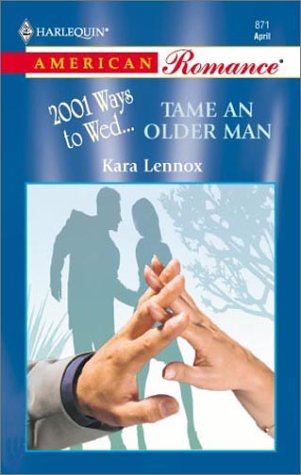 HARLEQUIN®
871
April
AMERICAN Romance®
2001 Ways
to Wed...
TAME AN
OLDER MAN
Kara Lennox